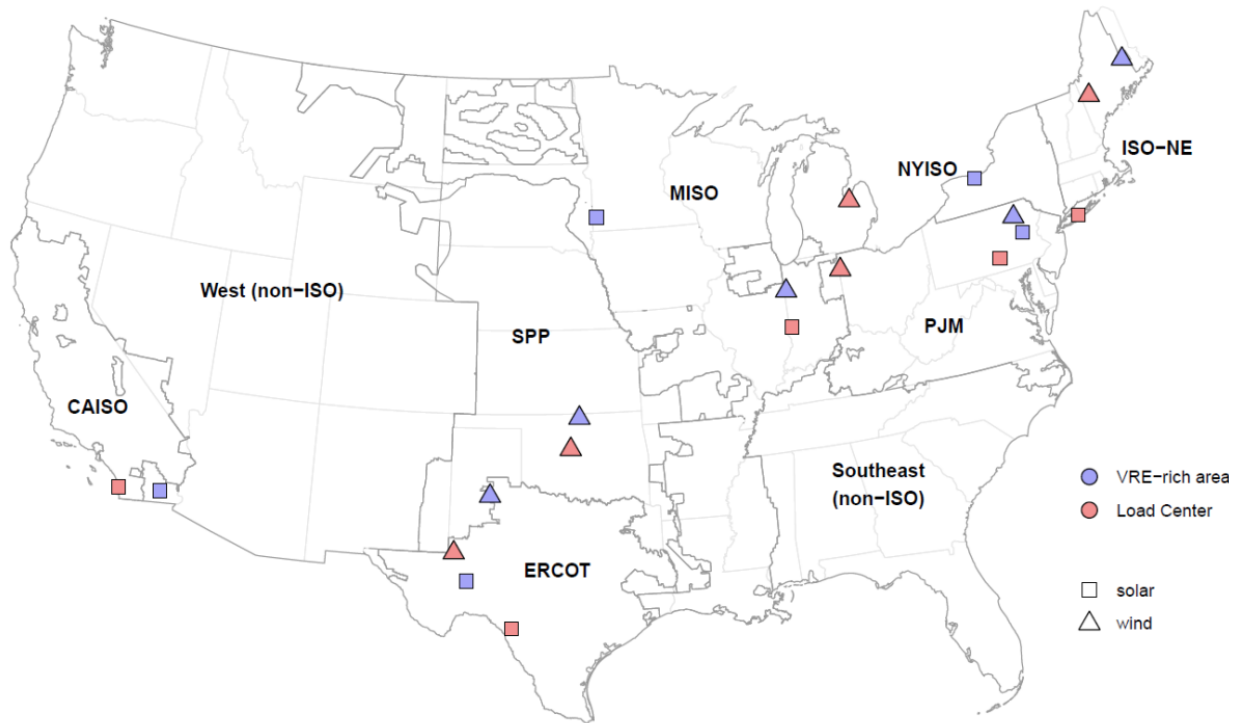 ISO−NE
NYISO
MISO
West (non−ISO)
SPP
PJM
CAISO
Southeast
(non−ISO)
ERCOT
VRE−rich area
Load Center
solar
wind